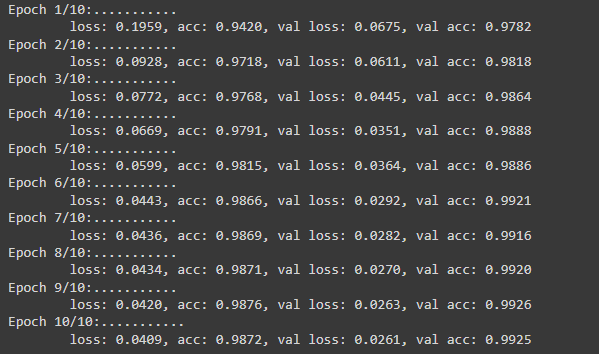 Epoch 1/10:...........
loss: 0.1959, acc: 0.9420, val loss: 0.0675, val acc: 0.9782
Epoch 2/10:...........
loss: 0.0928, acc: 0.9718, val loss: 0.0611, val acc: 0.9818
Epoch 3/10:...........
loss: 0.0772, acc: 0.9768, val loss: 0.0445, val acc: 0.9864
Epoch 4/10:...........
loss: 0.0669, acc: 0.9791, val loss: 0.0351, val acc: 0.9888
Epoch 5/10:...........
loss: 0.0599, acc: 0.9815, val loss: 0.0364, val acc: 0.9886
Epoch 6/10:...........
loss: 0.0443, acc: 0.9866, val loss: 0.0292, val acc: 0.9921
Epoch 7/10:...........
loss: 0.0436, acc: 0.9869, val loss: 0.0282, val acc: 0.9916
Epoch 8/10:...........
loss: 0.0434, acc: 0.9871, val loss: 0.0270, val acc: 0.9920
Epoch 9/10:...........
loss: 0.0420, acc: 0.9876, val loss: 0.0263, val acc: 0.9926
Epoch 10/10:...........
loss: 0.0409, acc: 0.9872, val loss: 0.0261, val acc: 0.9925